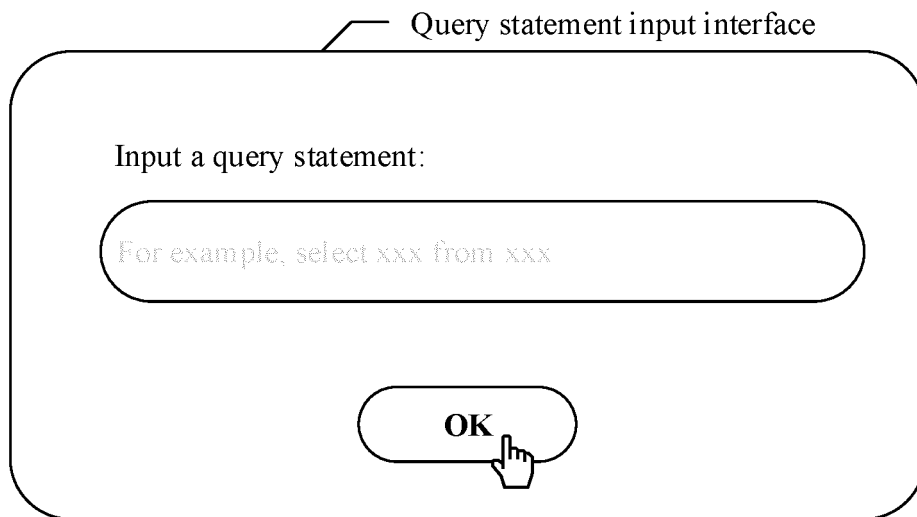 Query statement input interface
Input a query statement:
For example, select xxx from xxx
OK